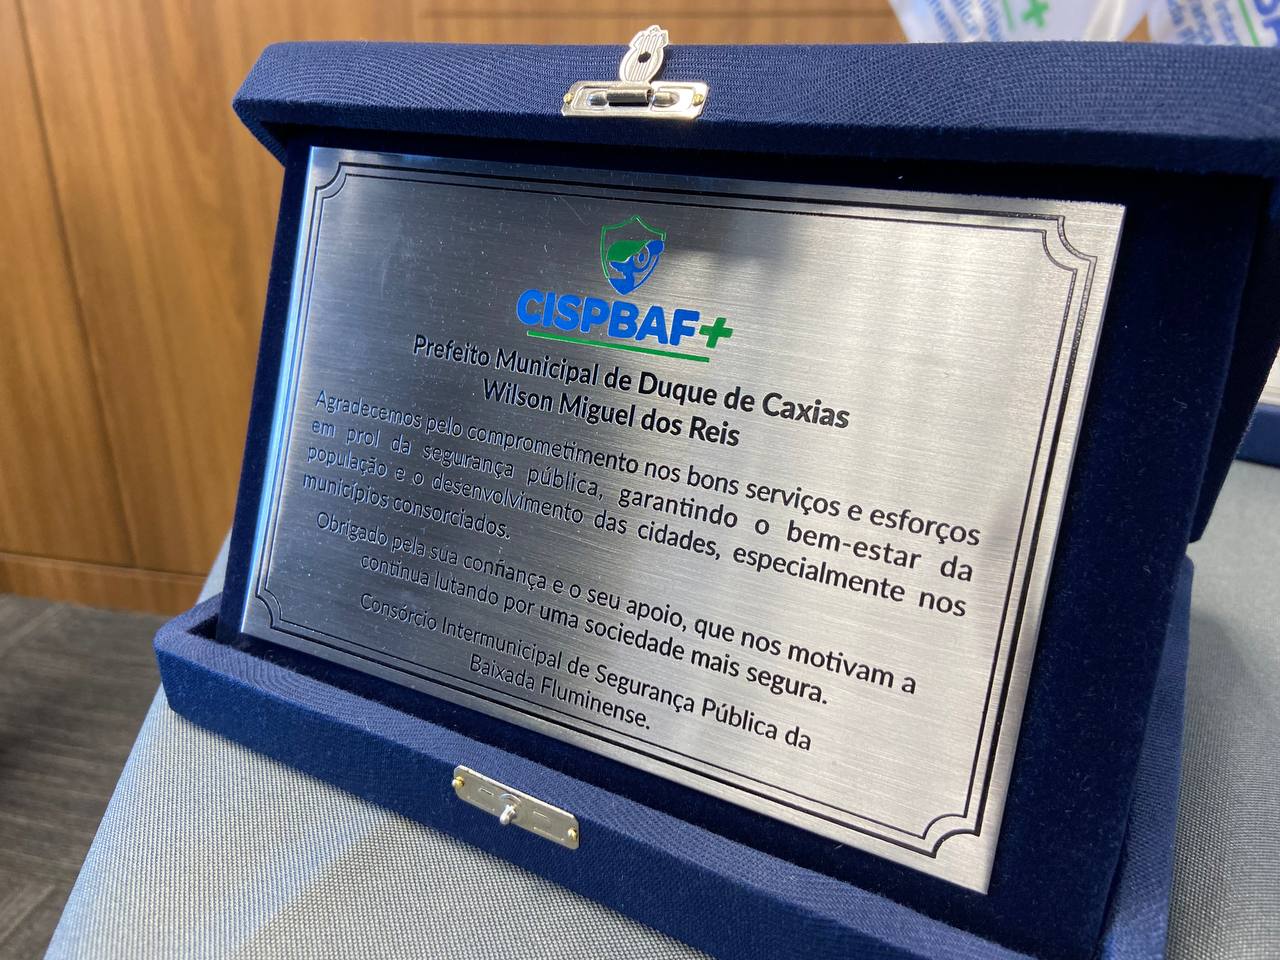 CISPBAF+
Prefeito Municipal de Duque de Caxias
Wilson Miguel dos Reis
Agradecemos pelo comprometimento nos bons serviços e esforços
em prol da segurança pública, garantindo o bem-estar da
população e o desenvolvimento das cidades, especialmente nos
municípios consorciados.
Obrigado pela sua confiança e o seu apoio, que nos motivam a
continua lutando por uma sociedade mais segura.
Consórcio Intermunicipal de Segurança Pública da
Baixada Fluminense.